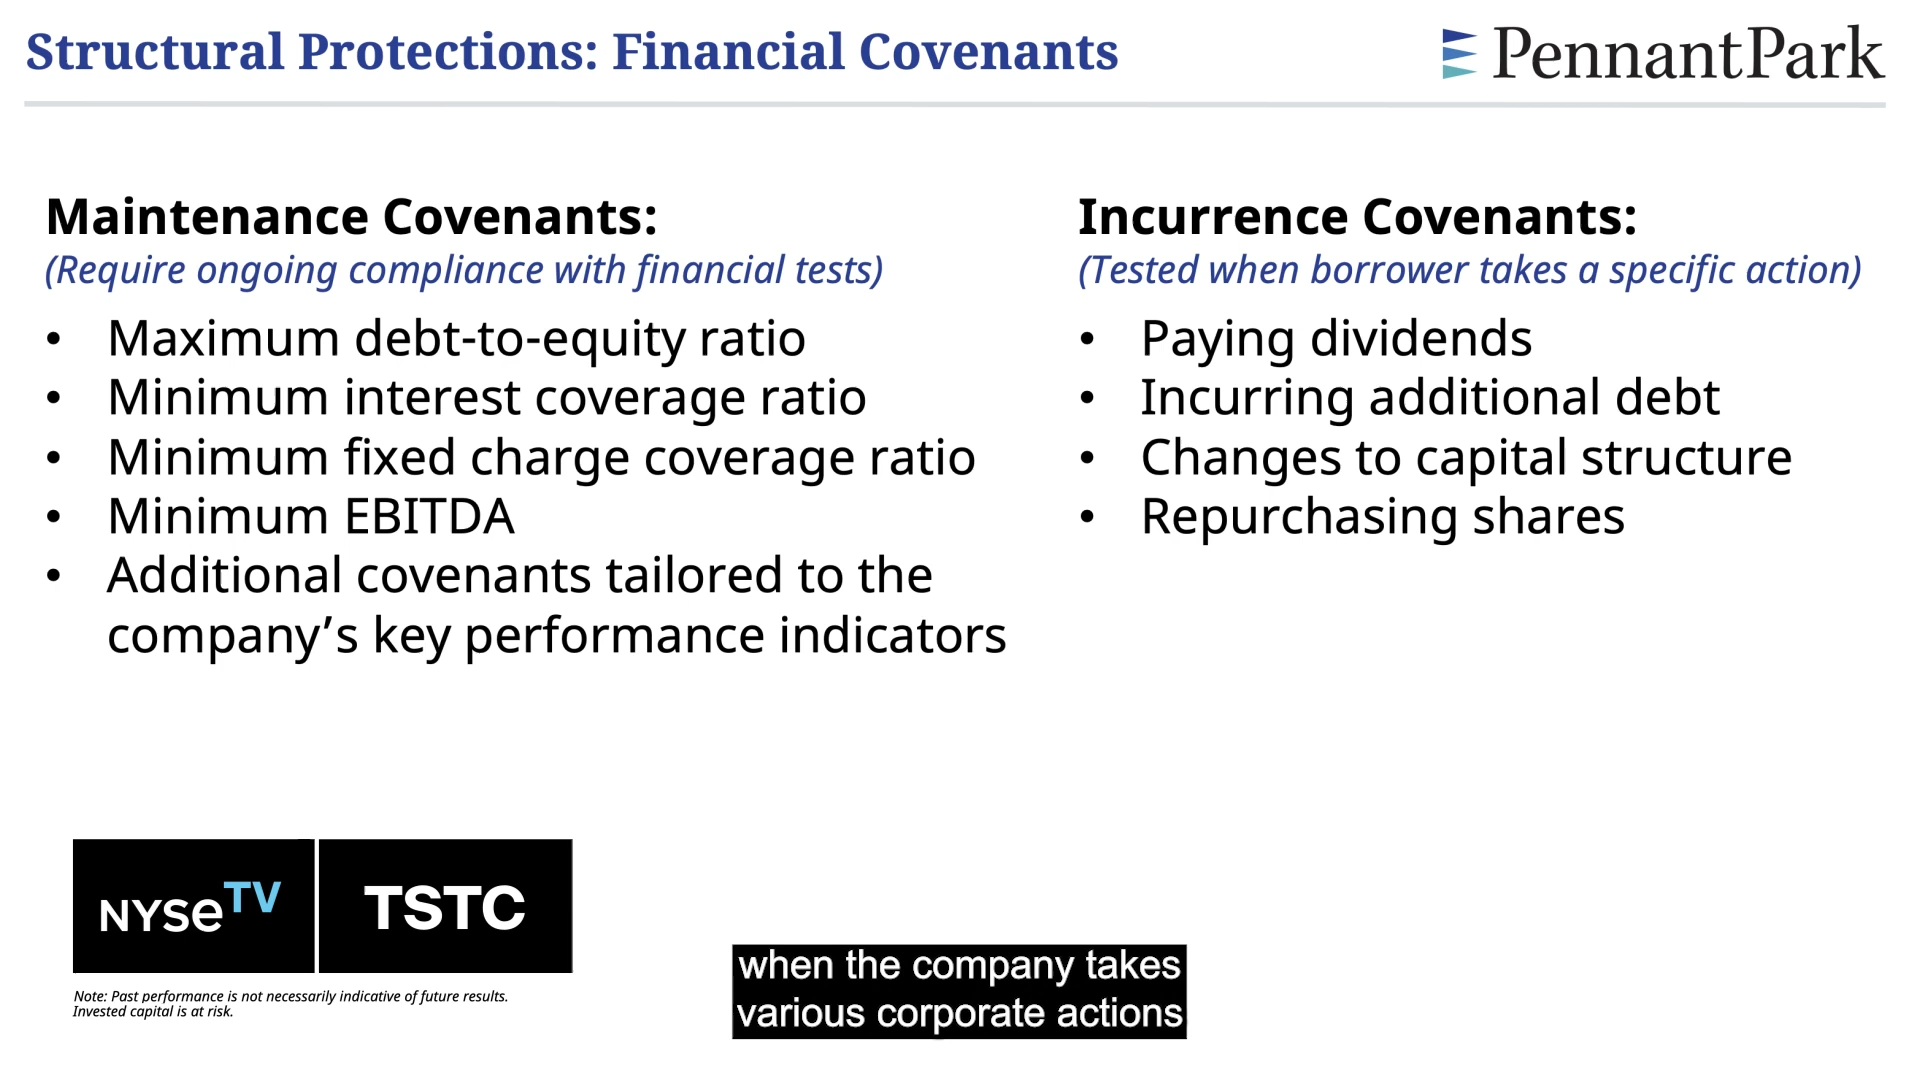 Structural Protections: Financial Covenants
PennantPark
Maintenance Covenants:
(Require ongoing compliance with financial tests)
• Maximum debt-to-equity ratio
• Minimum interest coverage ratio
• Minimum fixed charge coverage ratio
• Minimum EBITDA
• Additional covenants tailored to the
company’s key performance indicators
Incurrence Covenants:
(Tested when borrower takes a specific action)
• Paying dividends
• Incurring additional debt
• Changes to capital structure
• Repurchasing shares
NYSE TV
TSTC
Note: Past performance is not necessarily indicative of future results.
Invested capital is at risk.
when the company takes
various corporate actions